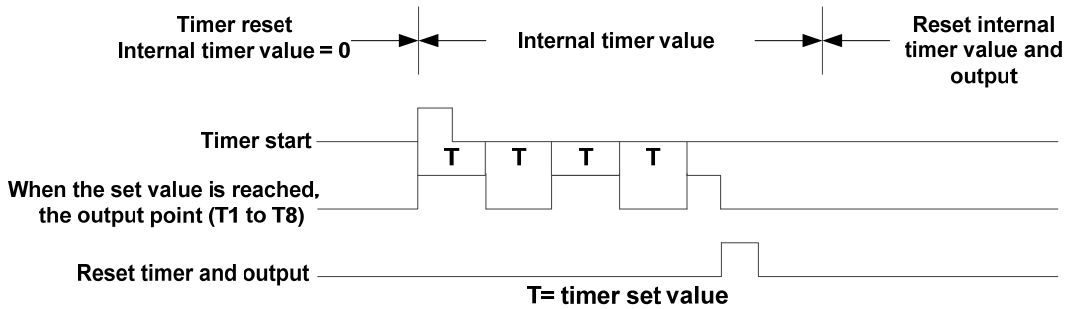 Timer reset
Internal timer value = 0
Internal timer value
Reset internal
timer value and
output
Timer start
T T T T
When the set value is reached,
the output point (T1 to T8)
Reset timer and output
T= timer set value